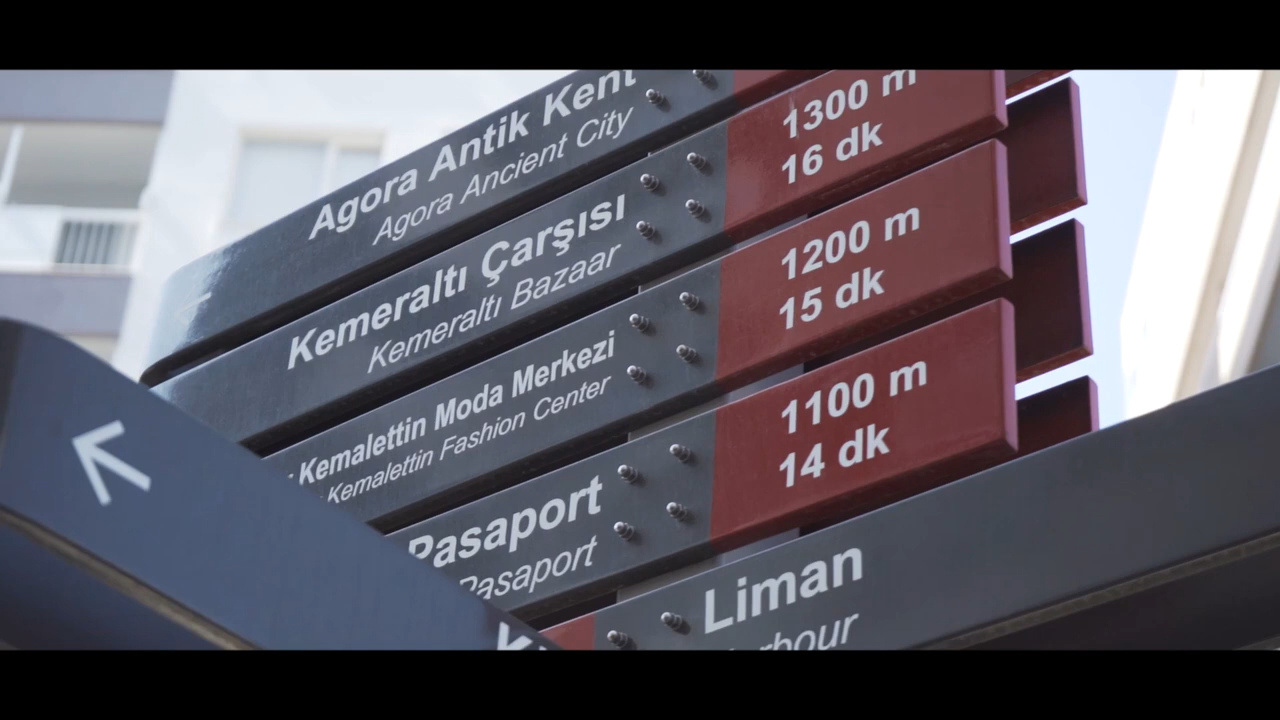 Agora Antik Kent
Agora Ancient City
Kemeraltı Çarşısı
Kemeraltı Bazaar
1300 m
16 dk
Kemalettin Moda Merkezi
Kemalettin Fashion Center
1200 m
15 dk
Pasaport
Pasaport
1100 m
14 dk
Liman